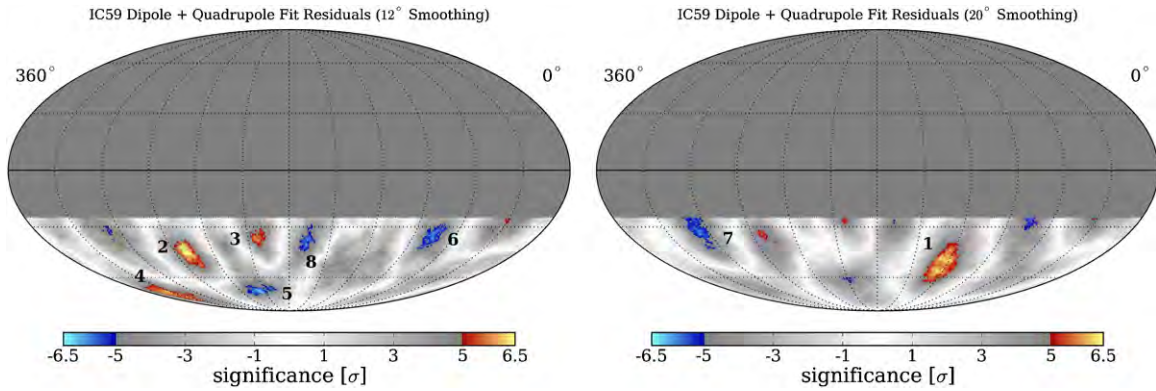 IC59 Dipole + Quadrupole Fit Residuals (12° Smoothing)
360°
0°
2
3
4
5
8
6
-6.5 -5 -3 -1 1 3 5 6.5
significance [σ]
IC59 Dipole + Quadrupole Fit Residuals (20° Smoothing)
360°
0°
7
1
-6.5 -5 -3 -1 1 3 5 6.5
significance [σ]